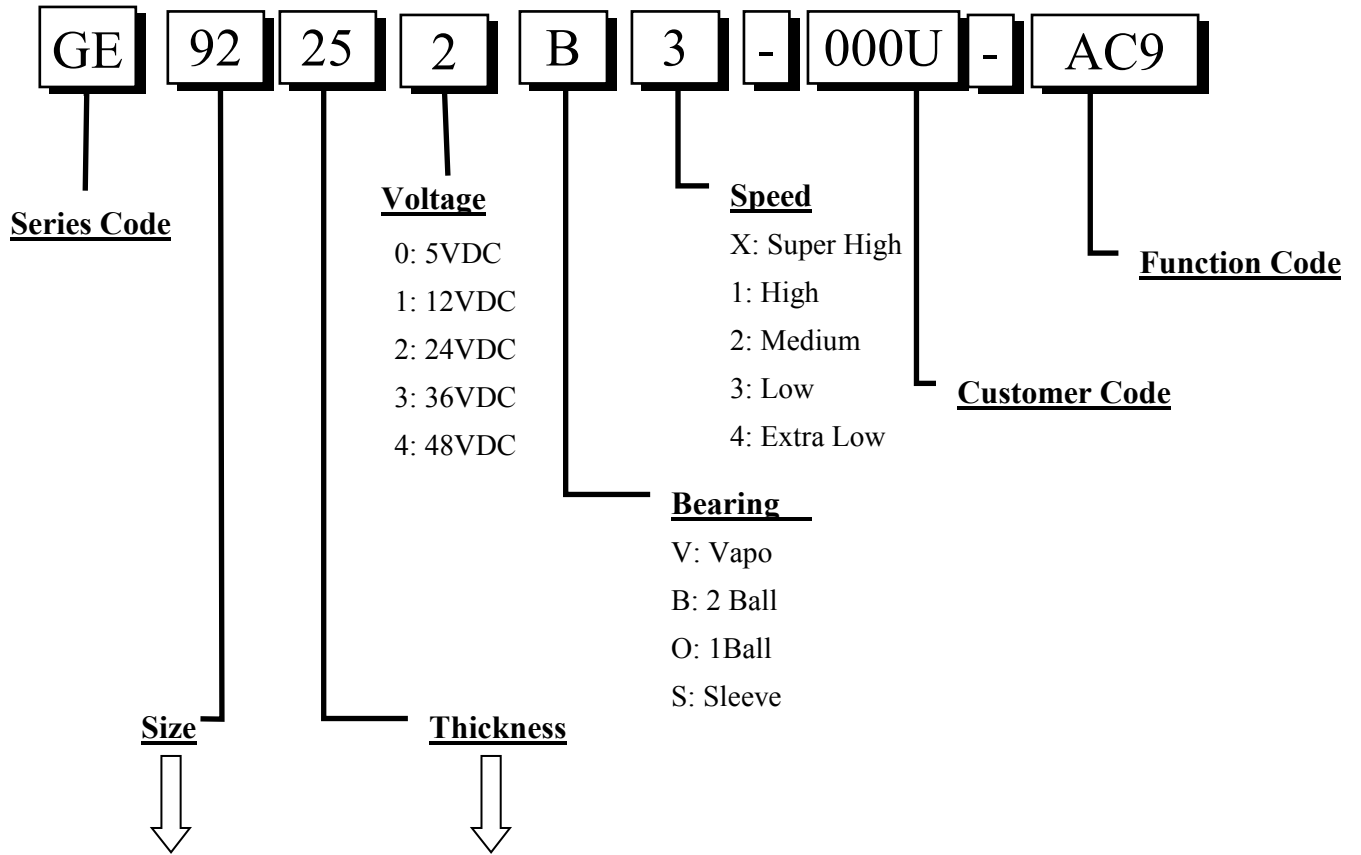 GE 92 25 2 B 3 - 000U - AC9
Series Code
Voltage
0: 5VDC
1: 12VDC
2: 24VDC
3: 36VDC
4: 48VDC
Speed
X: Super High
1: High
2: Medium
3: Low
4: Extra Low
Function Code
Customer Code
Bearing
V: Vapo
B: 2 Ball
O: 1Ball
S: Sleeve
Size
Thickness